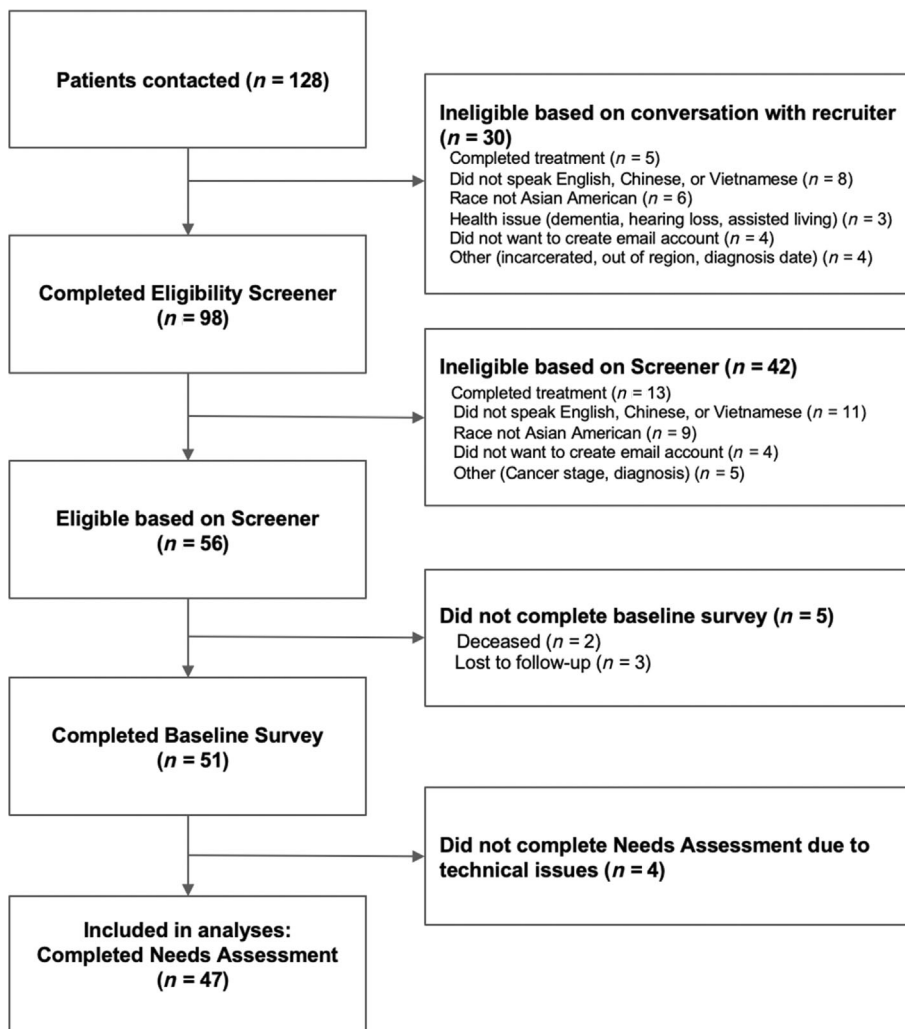 Patients contacted (n = 128)
Ineligible based on conversation with recruiter
(n = 30)
Completed treatment (n = 5)
Did not speak English, Chinese, or Vietnamese (n = 8)
Race not Asian American (n = 6)
Health issue (dementia, hearing loss, assisted living) (n = 3)
Did not want to create email account (n = 4)
Other (incarcerated, out of region, diagnosis date) (n = 4)
Completed Eligibility Screener
(n = 98)
Ineligible based on Screener (n = 42)
Completed treatment (n = 13)
Did not speak English, Chinese, or Vietnamese (n = 11)
Race not Asian American (n = 9)
Did not want to create email account (n = 4)
Other (Cancer stage, diagnosis) (n = 5)
Eligible based on Screener
(n = 56)
Did not complete baseline survey (n = 5)
Deceased (n = 2)
Lost to follow-up (n = 3)
Completed Baseline Survey
(n = 51)
Did not complete Needs Assessment due to
technical issues (n = 4)
Included in analyses:
Completed Needs Assessment
(n = 47)